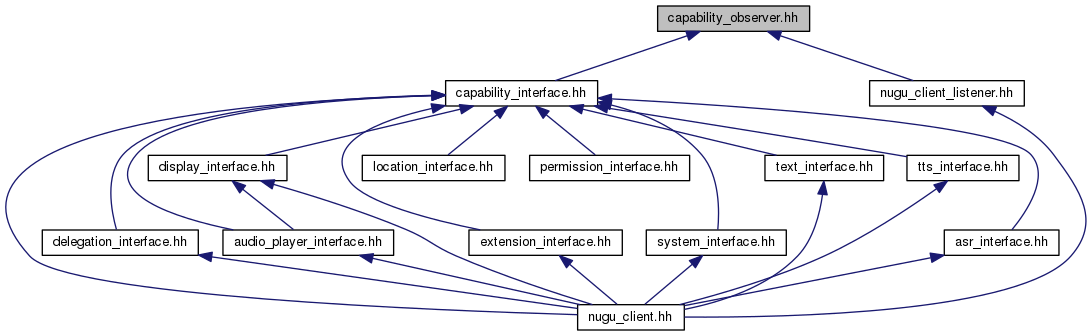 capability_observer.hh
capability_interface.hh
nugu_client_listener.hh
display_interface.hh
location_interface.hh
permission_interface.hh
text_interface.hh
tts_interface.hh
delegation_interface.hh
audio_player_interface.hh
extension_interface.hh
system_interface.hh
asr_interface.hh
nugu_client.hh